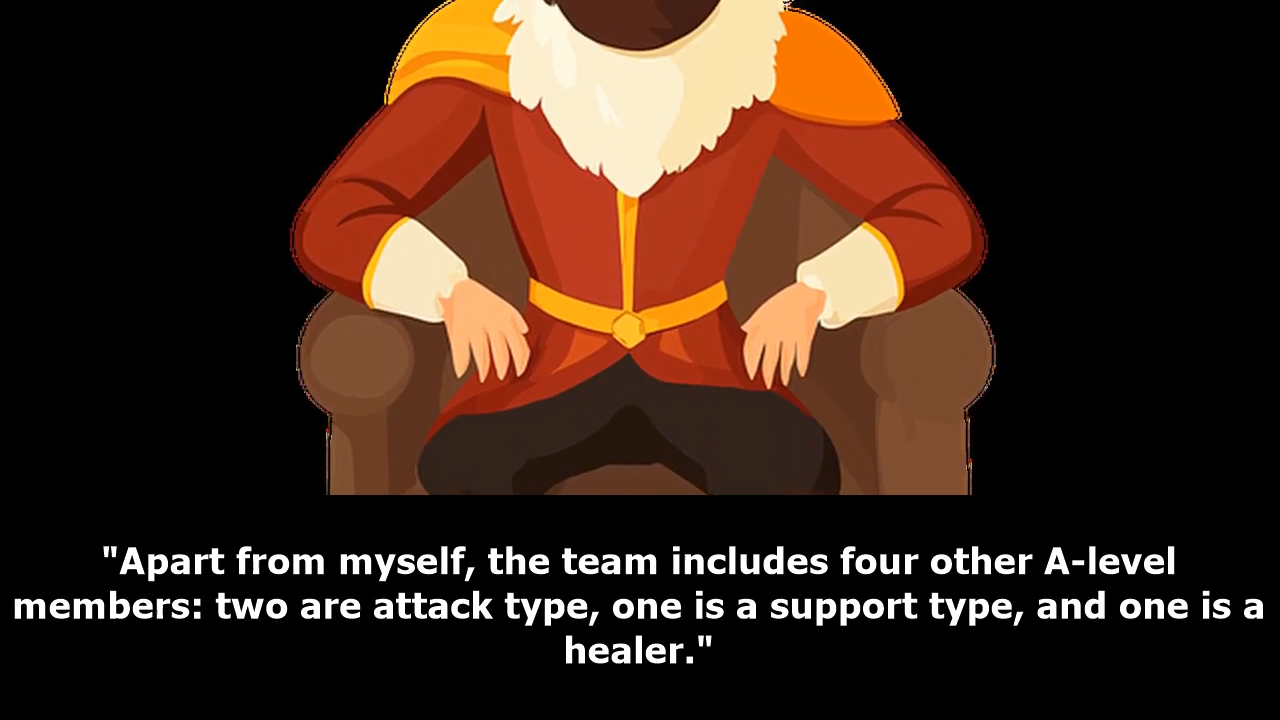 "Apart from myself, the team includes four other A-level
members: two are attack type, one is a support type, and one is a
healer."